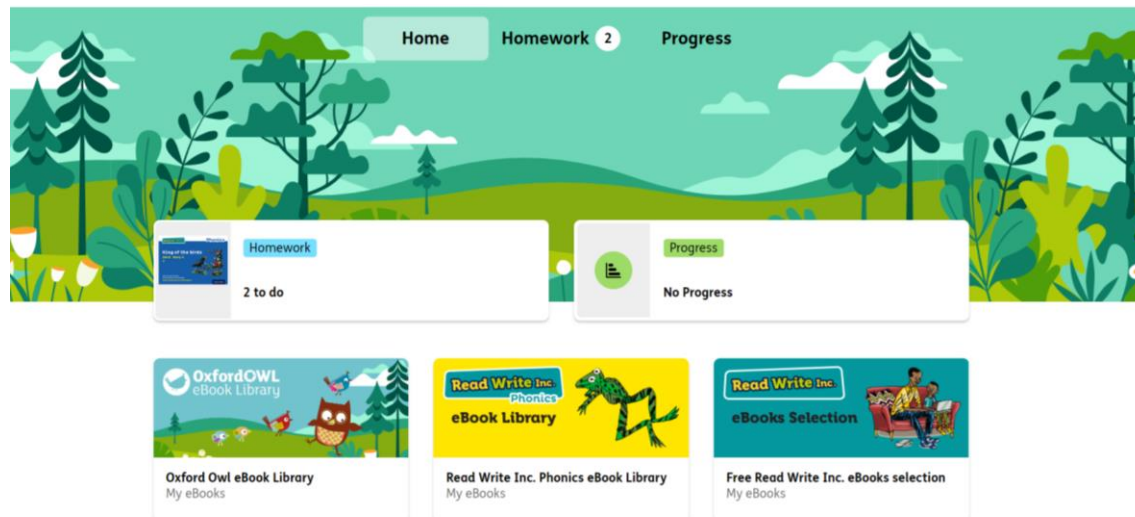 Home
Homework 2
Progress
Homework
2 to do
Progress
No Progress
OxfordOWL
eBook Library
Read Write Inc.
Phonics
eBook Library
Read Write Inc.
eBooks Selection
Oxford Owl eBook Library
My eBooks
Read Write Inc. Phonics eBook Library
My eBooks
Free Read Write Inc. eBooks selection
My eBooks